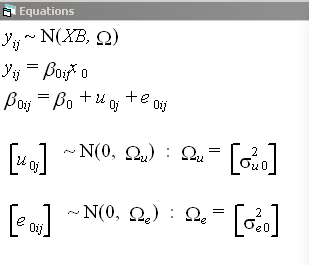 Equations
y_ij ~ N(XB, Ω)
y_ij = β_0ij x_0
β_0ij = β_0 + u_0j + e_0ij
[u_0j] ~ N(0, Ω_u) : Ω_u = [σ²_u0]
[e_0ij] ~ N(0, Ω_e) : Ω_e = [σ²_e0]